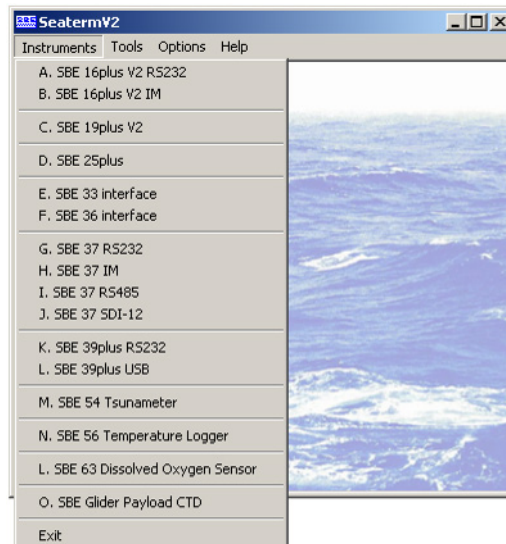 SBE SeatermV2
Instruments Tools Options Help
A. SBE 16plus V2 RS232
B. SBE 16plus V2 IM
C. SBE 19plus V2
D. SBE 25plus
E. SBE 33 interface
F. SBE 36 interface
G. SBE 37 RS232
H. SBE 37 IM
I. SBE 37 RS485
J. SBE 37 SDI-12
K. SBE 39plus RS232
L. SBE 39plus USB
M. SBE 54 Tsunameter
N. SBE 56 Temperature Logger
L. SBE 63 Dissolved Oxygen Sensor
O. SBE Glider Payload CTD
Exit